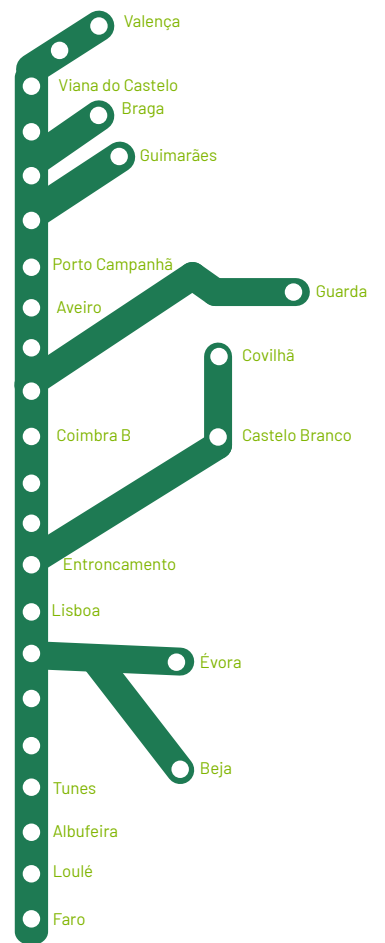 Valença
Viana do Castelo
Braga
Guimarães
Porto Campanhã
Guarda
Aveiro
Covilhã
Coimbra B
Castelo Branco
Entroncamento
Lisboa
Évora
Beja
Tunes
Albufeira
Loulé
Faro